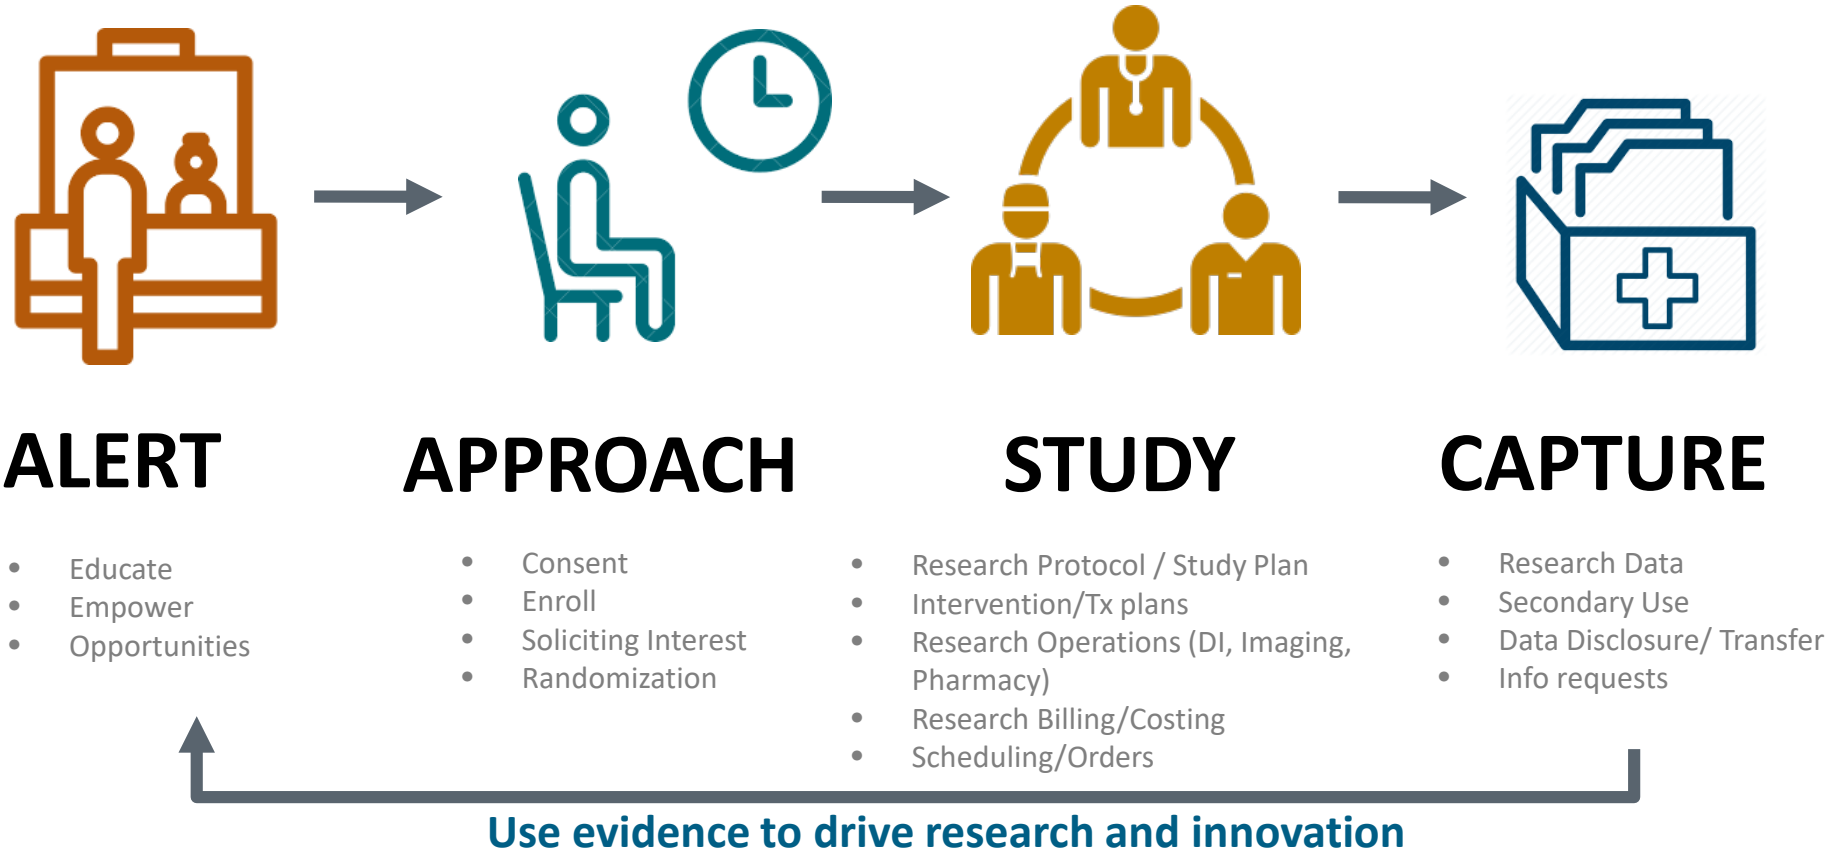 ALERT
• Educate
• Empower
• Opportunities
APPROACH
• Consent
• Enroll
• Soliciting Interest
• Randomization
STUDY
• Research Protocol / Study Plan
• Intervention/Tx plans
• Research Operations (DI, Imaging,
Pharmacy)
• Research Billing/Costing
• Scheduling/Orders
CAPTURE
• Research Data
• Secondary Use
• Data Disclosure/ Transfer
• Info requests
Use evidence to drive research and innovation